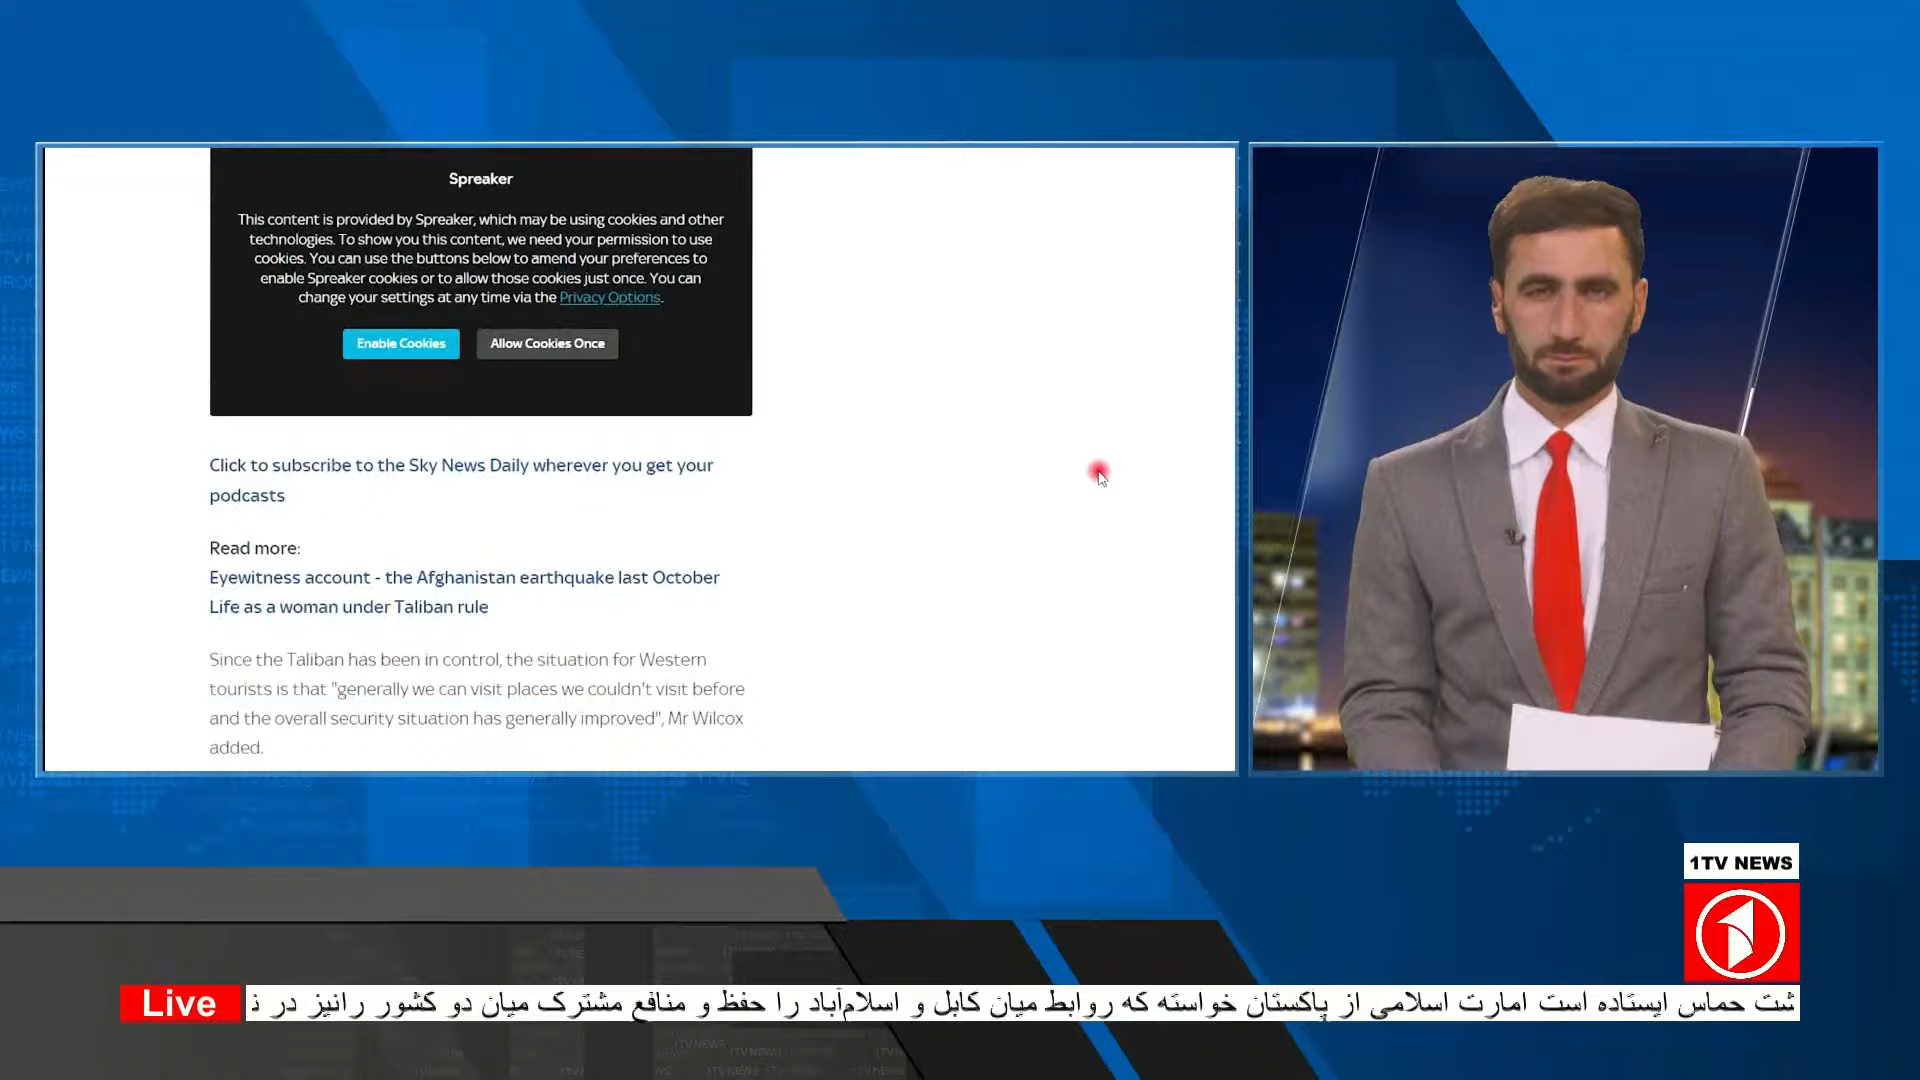 Spreaker
This content is provided by Spreaker, which may be using cookies and other
technologies. To show you this content, we need your permission to use
cookies. You can use the buttons below to amend your preferences to
enable Spreaker cookies or to allow those cookies just once. You can
change your settings at any time via the Privacy Options.
Enable Cookies
Allow Cookies Once
Click to subscribe to the Sky News Daily wherever you get your
podcasts
Read more:
Eyewitness account - the Afghanistan earthquake last October
Life as a woman under Taliban rule
Since the Taliban has been in control, the situation for Western
tourists is that "generally we can visit places we couldn't visit before
and the overall security situation has generally improved", Mr Wilcox
added.
1TV NEWS
Live
شت حماس ایستاده است امارت اسلامی از پاکستان خواسته که روابط میان کابل و اسلام‌آباد را حفظ و منافع مشترک میان دو کشور رانیز در ن